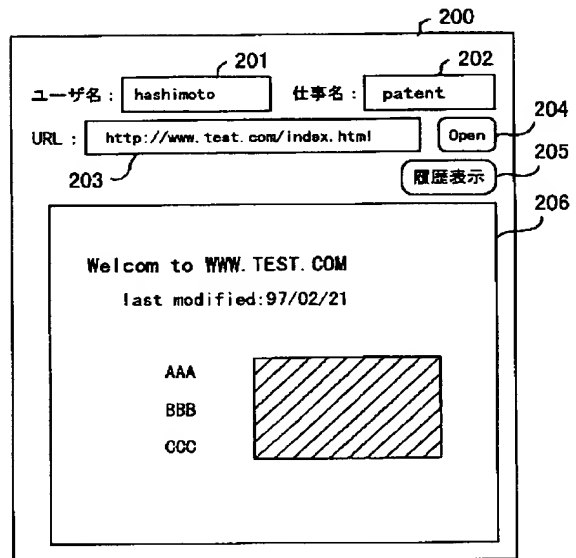 200
201
202
ユーザ名： hashimoto 仕事名： patent
204
URL： http://www.test.com/index.html Open
205
203
履歴表示
206
Welcom to WWW.TEST.COM
last modified:97/02/21
AAA
BBB
CCC